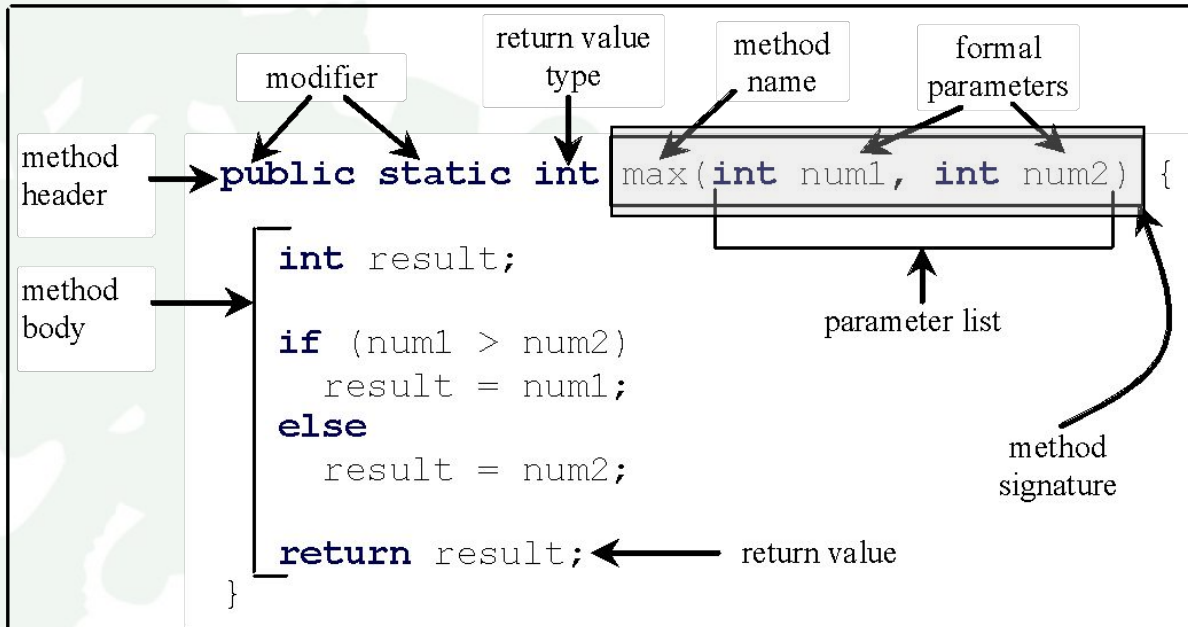 return value
type
method
name
formal
parameters
modifier
method
header
public static int max(int num1, int num2) {
method
body
int result;
if (num1 > num2)
result = num1;
else
result = num2;
return result;
}
parameter list
method
signature
return value